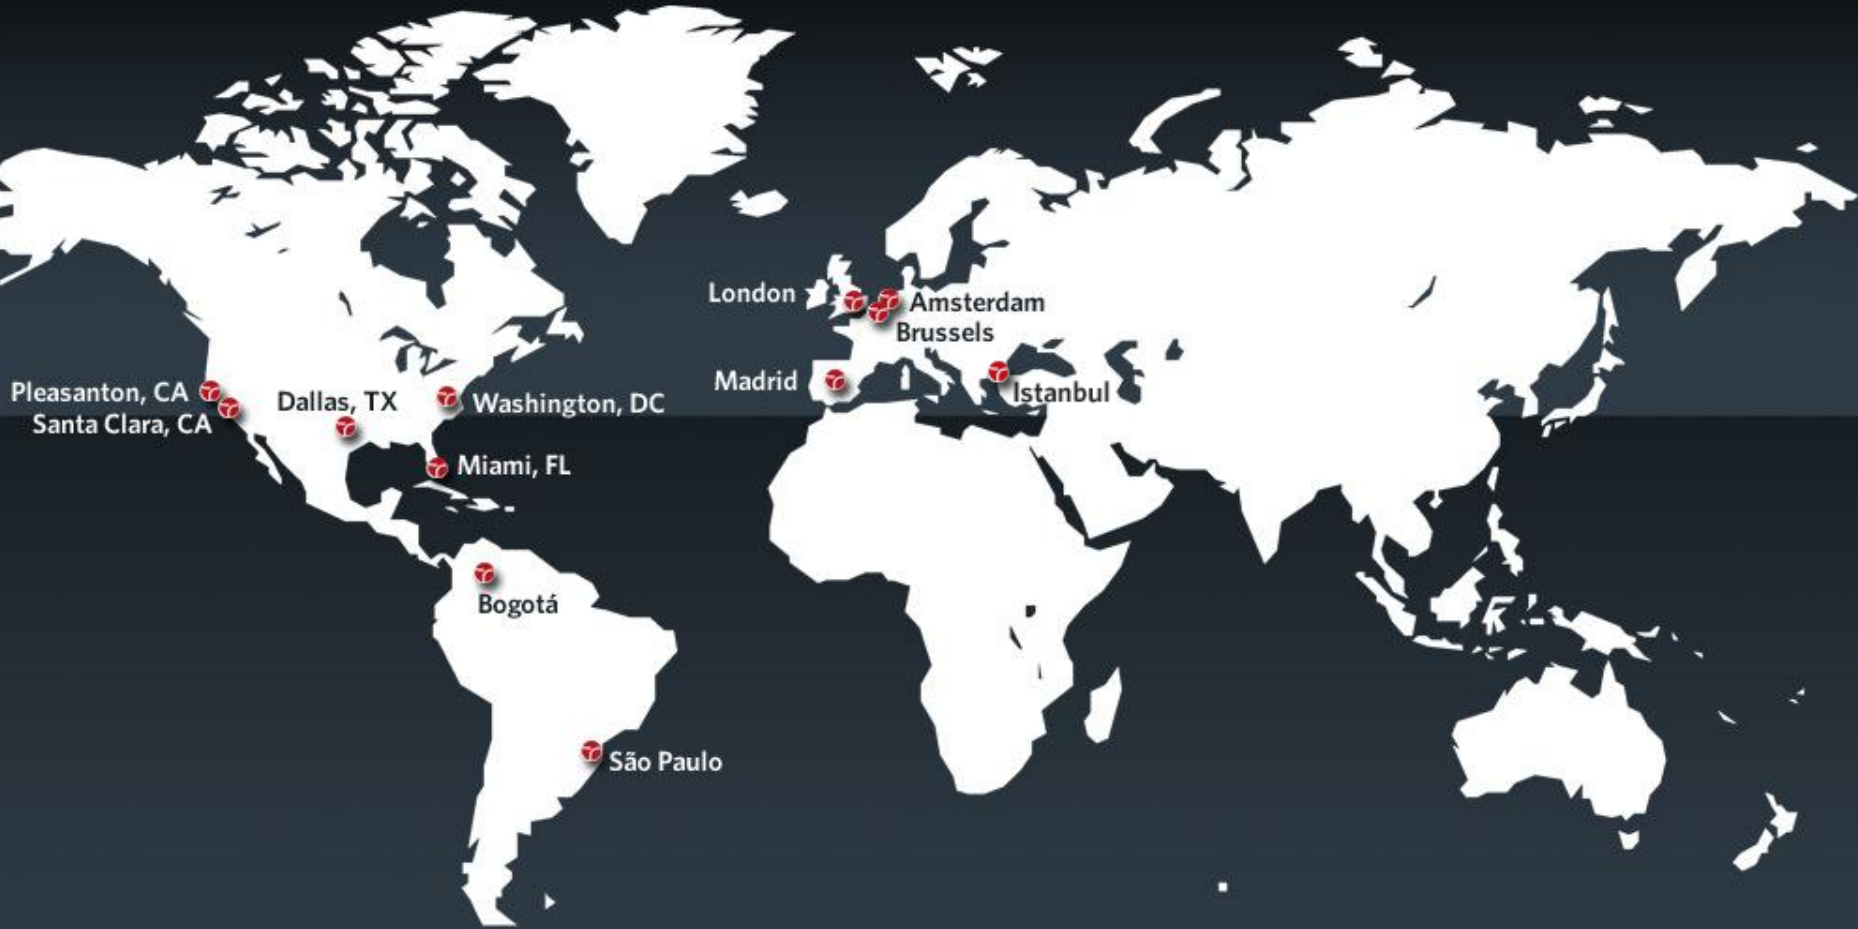 London
Amsterdam
Brussels
Madrid
Istanbul
Pleasanton, CA
Santa Clara, CA
Dallas, TX
Washington, DC
Miami, FL
Bogotá
São Paulo